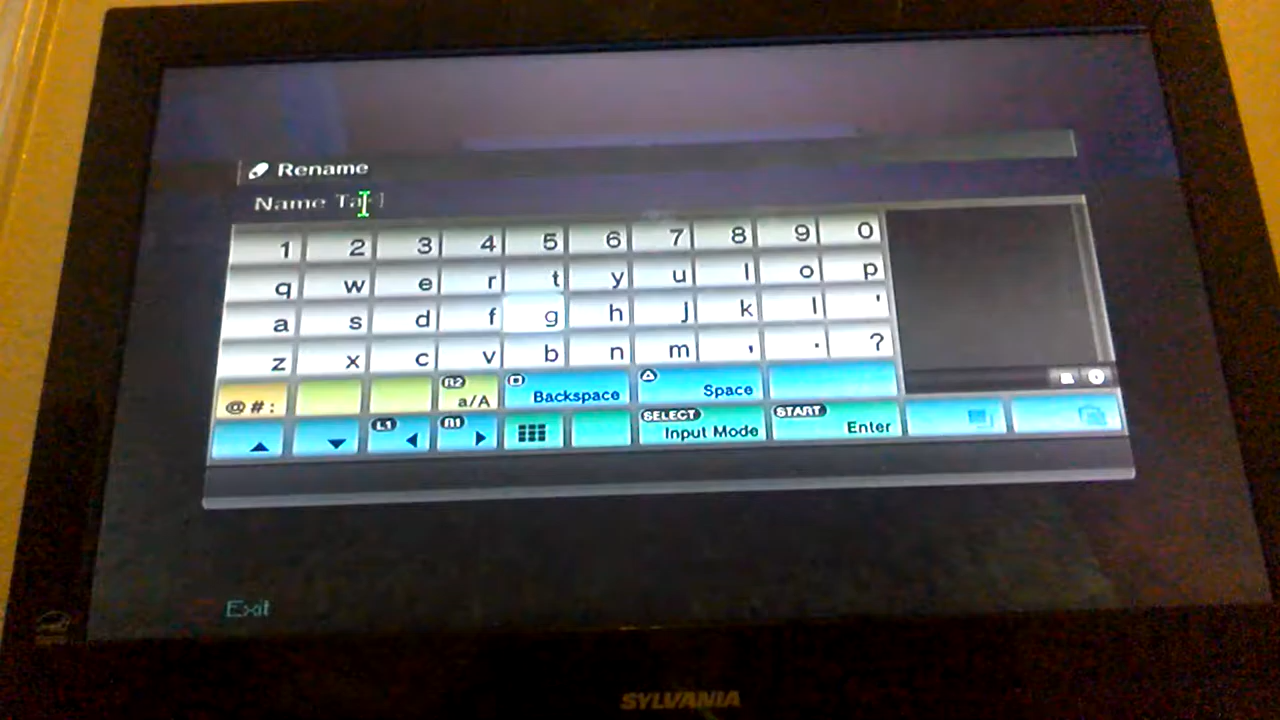 Rename
Name Ta
1 2 3 4 5 6 7 8 9 0
q w e r t y u I o p
a s d f g h J k l '
z x c v b n m , . ?
@#: R2 a/A Backspace Space
L1 R1 SELECT Input Mode START Enter
Exit
SYLVANIA